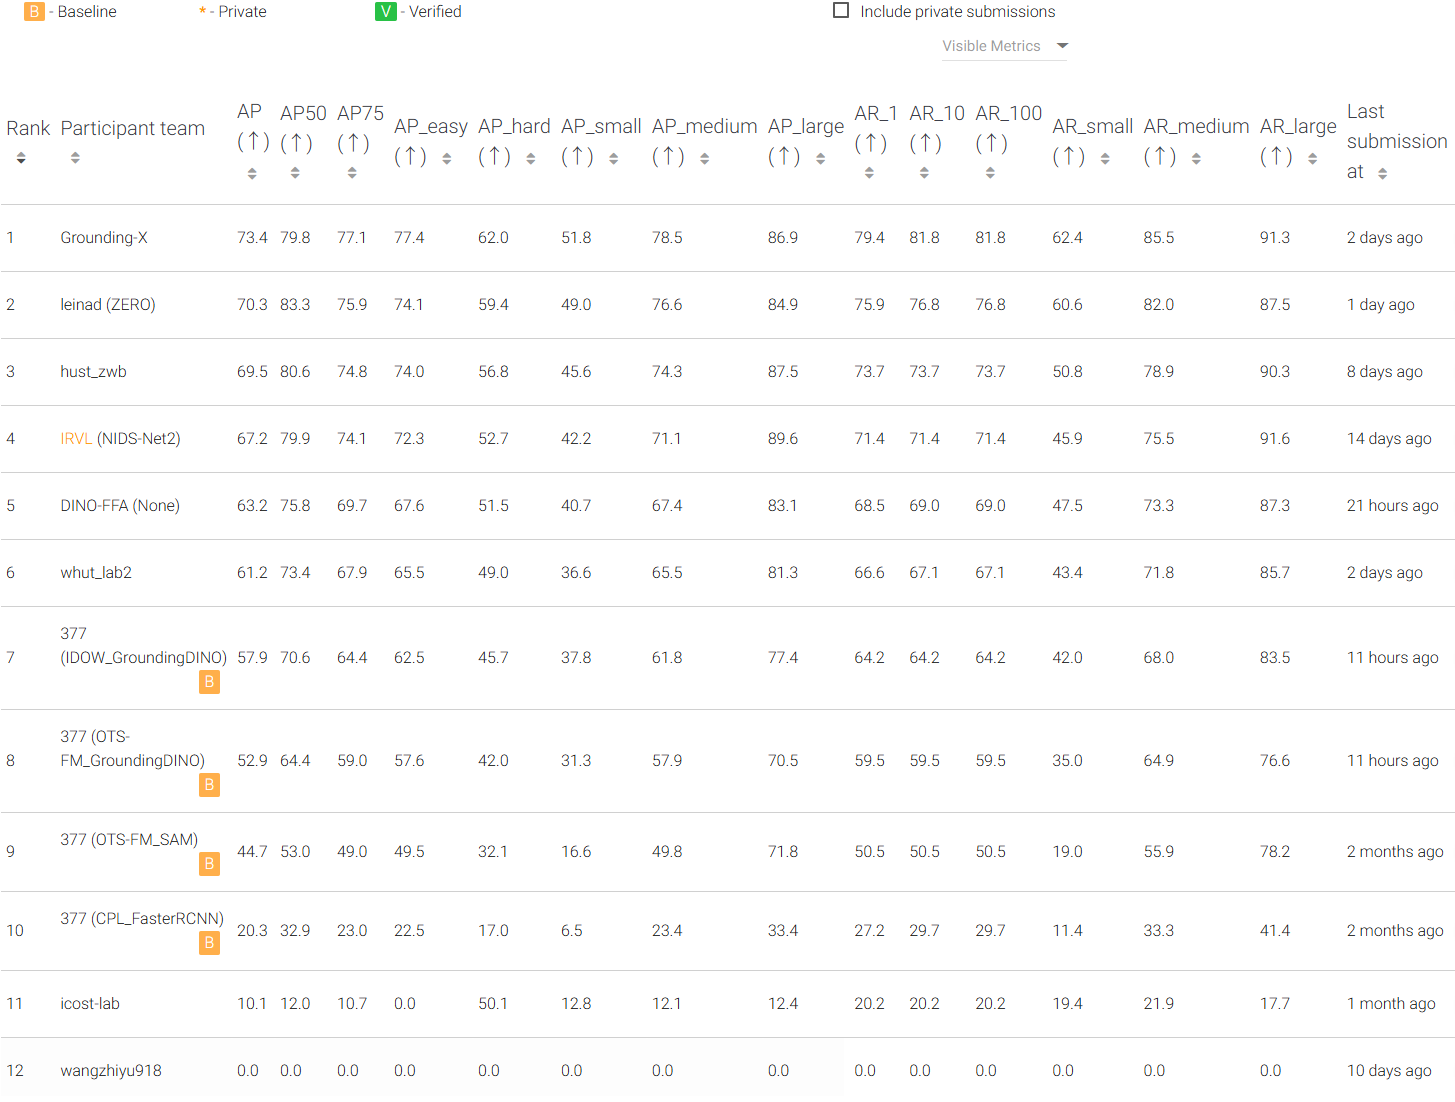 B - Baseline * - Private V - Verified Include private submissions
Visible Metrics
Rank Participant team AP (↑) AP50 (↑) AP75 (↑) AP_easy (↑) AP_hard (↑) AP_small (↑) AP_medium (↑) AP_large (↑) AR_1 (↑) AR_10 (↑) AR_100 (↑) AR_small (↑) AR_medium (↑) AR_large (↑) Last submission at
1 Grounding-X 73.4 79.8 77.1 77.4 62.0 51.8 78.5 86.9 79.4 81.8 81.8 62.4 85.5 91.3 2 days ago
2 leinad (ZERO) 70.3 83.3 75.9 74.1 59.4 49.0 76.6 84.9 75.9 76.8 76.8 60.6 82.0 87.5 1 day ago
3 hust_zwb 69.5 80.6 74.8 74.0 56.8 45.6 74.3 87.5 73.7 73.7 73.7 50.8 78.9 90.3 8 days ago
4 IRVL (NIDS-Net2) 67.2 79.9 74.1 72.3 52.7 42.2 71.1 89.6 71.4 71.4 71.4 45.9 75.5 91.6 14 days ago
5 DINO-FFA (None) 63.2 75.8 69.7 67.6 51.5 40.7 67.4 83.1 68.5 69.0 69.0 47.5 73.3 87.3 21 hours ago
6 whut_lab2 61.2 73.4 67.9 65.5 49.0 36.6 65.5 81.3 66.6 67.1 67.1 43.4 71.8 85.7 2 days ago
7 377 (IDOW_GroundingDINO) B 57.9 70.6 64.4 62.5 45.7 37.8 61.8 77.4 64.2 64.2 64.2 42.0 68.0 83.5 11 hours ago
8 377 (OTS-FM_GroundingDINO) B 52.9 64.4 59.0 57.6 42.0 31.3 57.9 70.5 59.5 59.5 59.5 35.0 64.9 76.6 11 hours ago
9 377 (OTS-FM_SAM) B 44.7 53.0 49.0 49.5 32.1 16.6 49.8 71.8 50.5 50.5 50.5 19.0 55.9 78.2 2 months ago
10 377 (CPL_FasterRCNN) B 20.3 32.9 23.0 22.5 17.0 6.5 23.4 33.4 27.2 29.7 29.7 11.4 33.3 41.4 2 months ago
11 icost-lab 10.1 12.0 10.7 0.0 50.1 12.8 12.1 12.4 20.2 20.2 20.2 19.4 21.9 17.7 1 month ago
12 wangzhiyu918 0.0 0.0 0.0 0.0 0.0 0.0 0.0 0.0 0.0 0.0 0.0 0.0 0.0 0.0 10 days ago